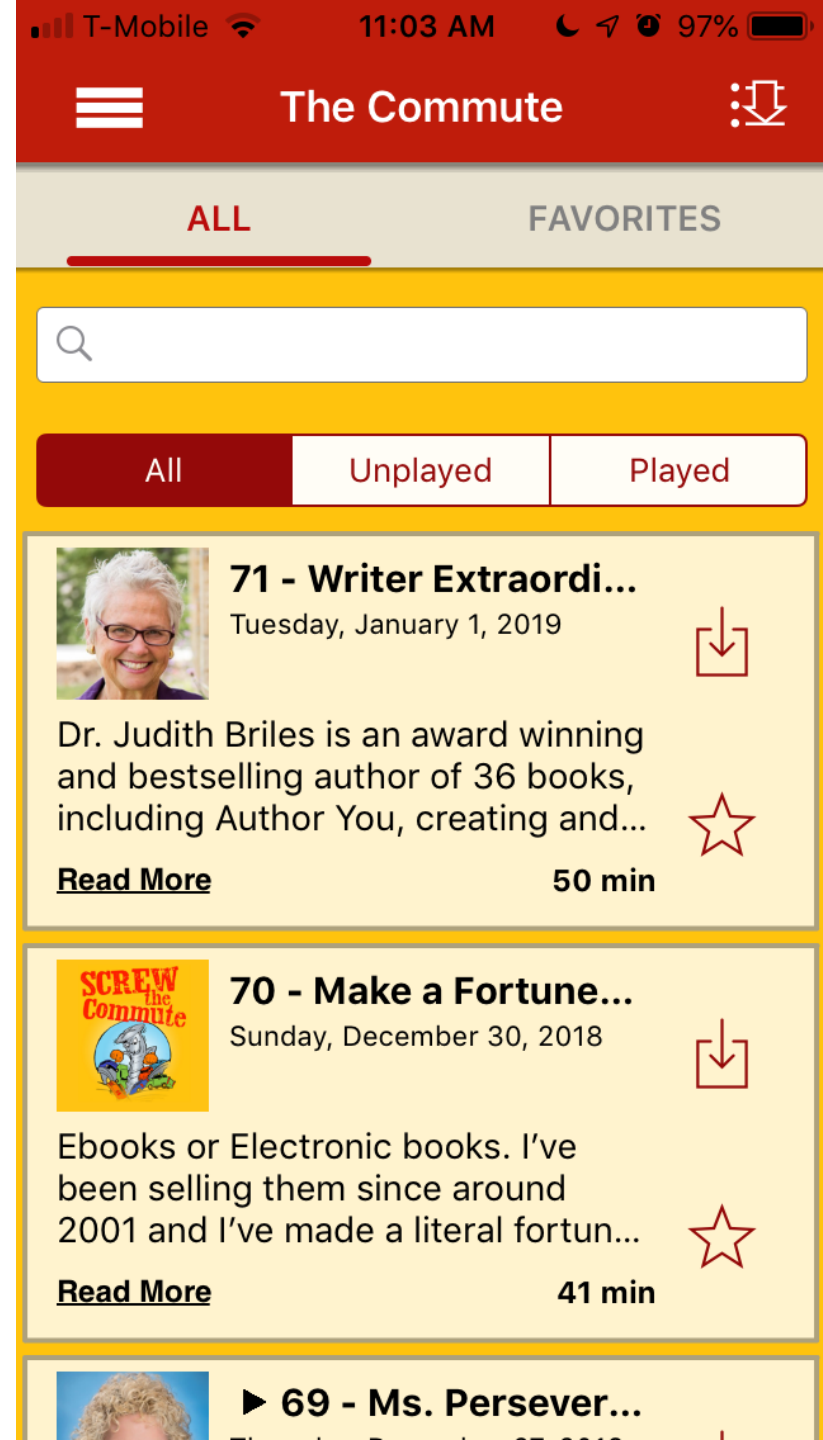 T-Mobile 11:03 AM 97%
The Commute
ALL FAVORITES
All Unplayed Played
71 - Writer Extraordi...
Tuesday, January 1, 2019
Dr. Judith Briles is an award winning
and bestselling author of 36 books,
including Author You, creating and...
Read More 50 min
SCREW
the
Commute
70 - Make a Fortune...
Sunday, December 30, 2018
Ebooks or Electronic books. I’ve
been selling them since around
2001 and I’ve made a literal fortun...
Read More 41 min
69 - Ms. Persever...